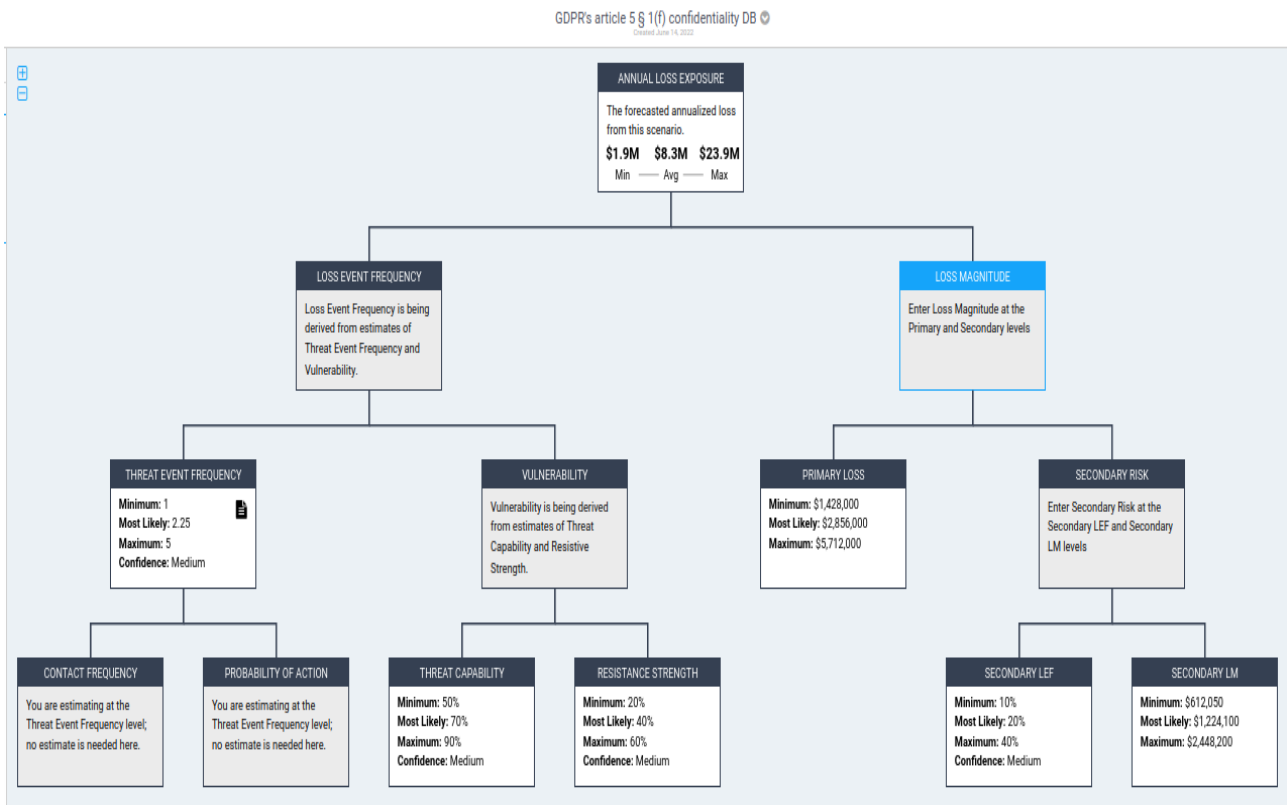 GDPR's article 5 § 1(f) confidentiality DB
Created June 14, 2022
ANNUAL LOSS EXPOSURE
The forecasted annualized loss
from this scenario.
$1.9M $8.3M $23.9M
Min Avg Max
LOSS EVENT FREQUENCY
Loss Event Frequency is being
derived from estimates of
Threat Event Frequency and
Vulnerability.
LOSS MAGNITUDE
Enter Loss Magnitude at the
Primary and Secondary levels
THREAT EVENT FREQUENCY
Minimum: 1
Most Likely: 2.25
Maximum: 5
Confidence: Medium
VULNERABILITY
Vulnerability is being derived
from estimates of Threat
Capability and Resistive
Strength.
PRIMARY LOSS
Minimum: $1,428,000
Most Likely: $2,856,000
Maximum: $5,712,000
SECONDARY RISK
Enter Secondary Risk at the
Secondary LEF and Secondary
LM levels
CONTACT FREQUENCY
You are estimating at the
Threat Event Frequency level;
no estimate is needed here.
PROBABILITY OF ACTION
You are estimating at the
Threat Event Frequency level;
no estimate is needed here.
THREAT CAPABILITY
Minimum: 50%
Most Likely: 70%
Maximum: 90%
Confidence: Medium
RESISTANCE STRENGTH
Minimum: 20%
Most Likely: 40%
Maximum: 60%
Confidence: Medium
SECONDARY LEF
Minimum: 10%
Most Likely: 20%
Maximum: 40%
Confidence: Medium
SECONDARY LM
Minimum: $612,050
Most Likely: $1,224,100
Maximum: $2,448,200